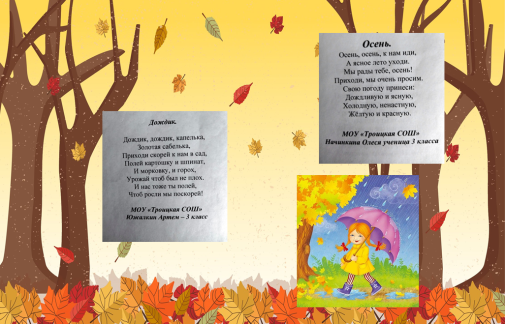 Дождик.
Дождик, дождик, капелька,
Золотая сабелька,
Приходи скорей к нам в сад,
Полей картошку и шпинат,
И морковку, и горох,
Урожай чтоб был не плох.
И нас тоже ты полей,
Чтоб росли мы поскорей!
МОУ «Троицкая СОШ»
Южалкин Артем – 3 класс
Осень.
Осень, осень, к нам иди,
А ясное лето уходи.
Мы рады тебе, осень!
Приходи, мы очень просим.
Свою погоду принеси:
Дождливую и ясную,
Холодную, ненастную,
Жёлтую и красную.
МОУ «Троицкая СОШ»
Начинкина Олеся ученица 3 класса